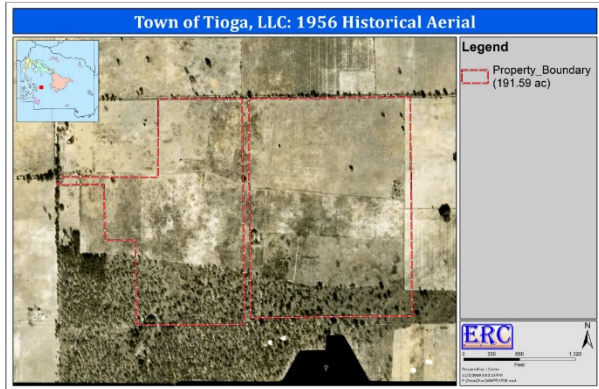 Town of Tioga, LLC: 1956 Historical Aerial
Legend
Property_Boundary
(191.59 ac)
ERC
N
0 330 660 1,320
Feet